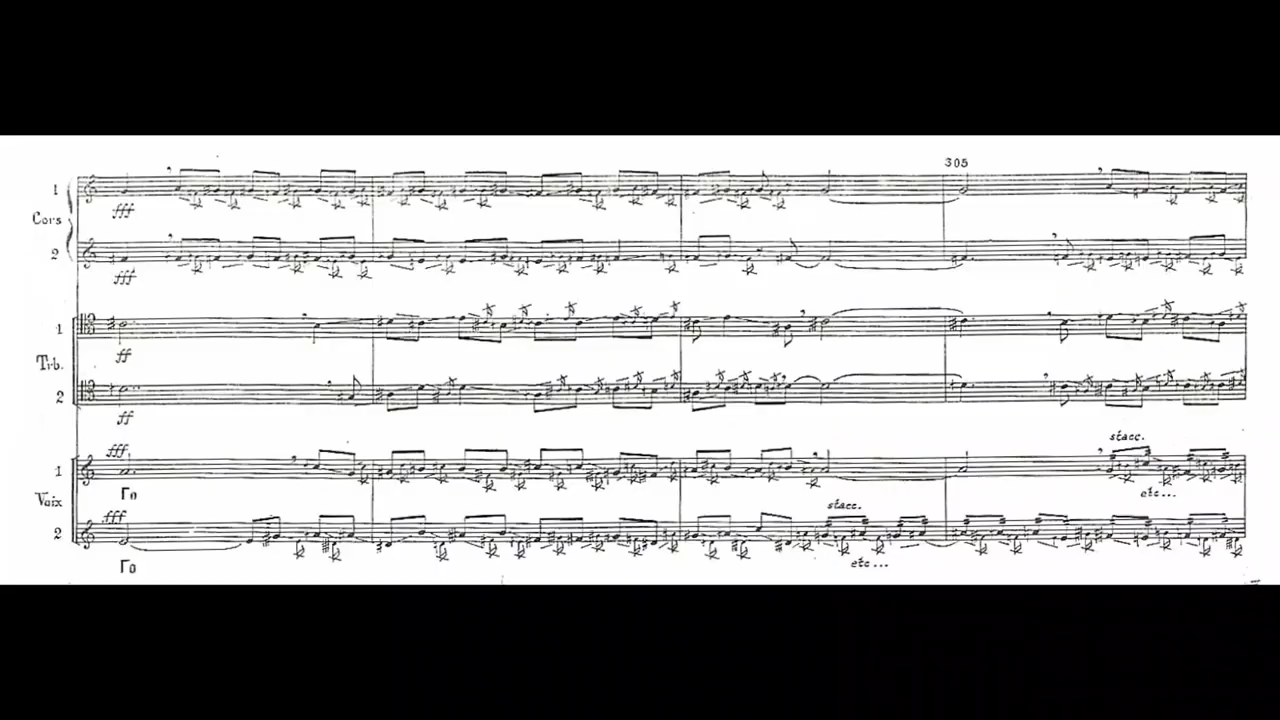 305
1
Cors
fff
2
fff
1
ff
Trb.
2
ff
fff
stacc.
1
Γο
etc...
Voix
fff
stacc.
2
Γο
etc...